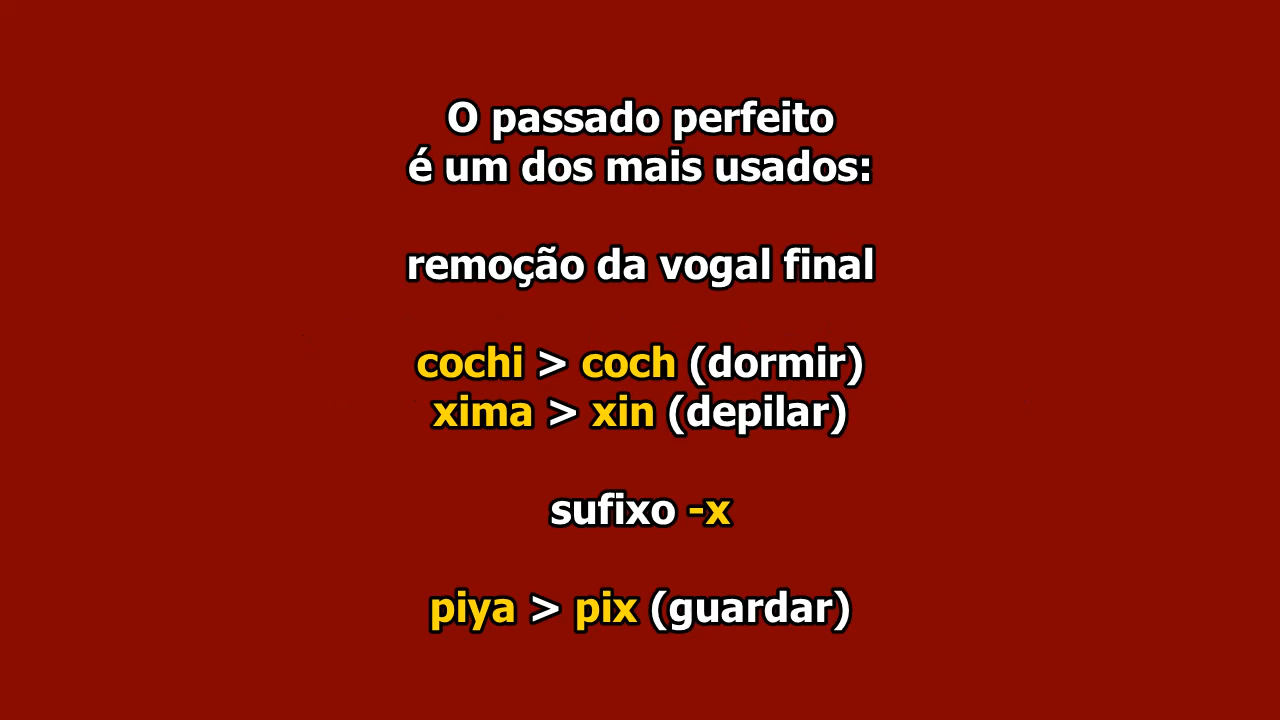 O passado perfeito
é um dos mais usados:
remoção da vogal final
cochi > coch (dormir)
xima > xin (depilar)
sufixo -x
piya > pix (guardar)